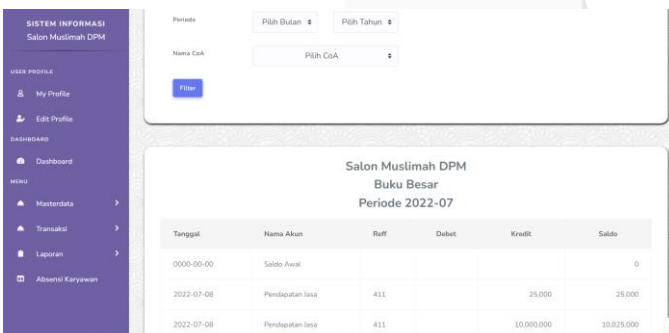 SISTEM INFORMASI
Salon Muslimah DPM
USER PROFILE
My Profile
Edit Profile
DASHBOARD
Dashboard
MENU
Masterdata
Transaksi
Laporan
Absensi Karyawan
Periode Pilih Bulan Pilih Tahun
Nama CoA Pilih CoA
Filter
Salon Muslimah DPM
Buku Besar
Periode 2022-07
Tanggal Nama Akun Reff Debet Kredit Saldo
0000-00-00 Saldo Awal 0
2022-07-08 Pendapatan Jasa 411 25,000 25,000
2022-07-08 Pendapatan Jasa 411 10,000,000 10,025,000